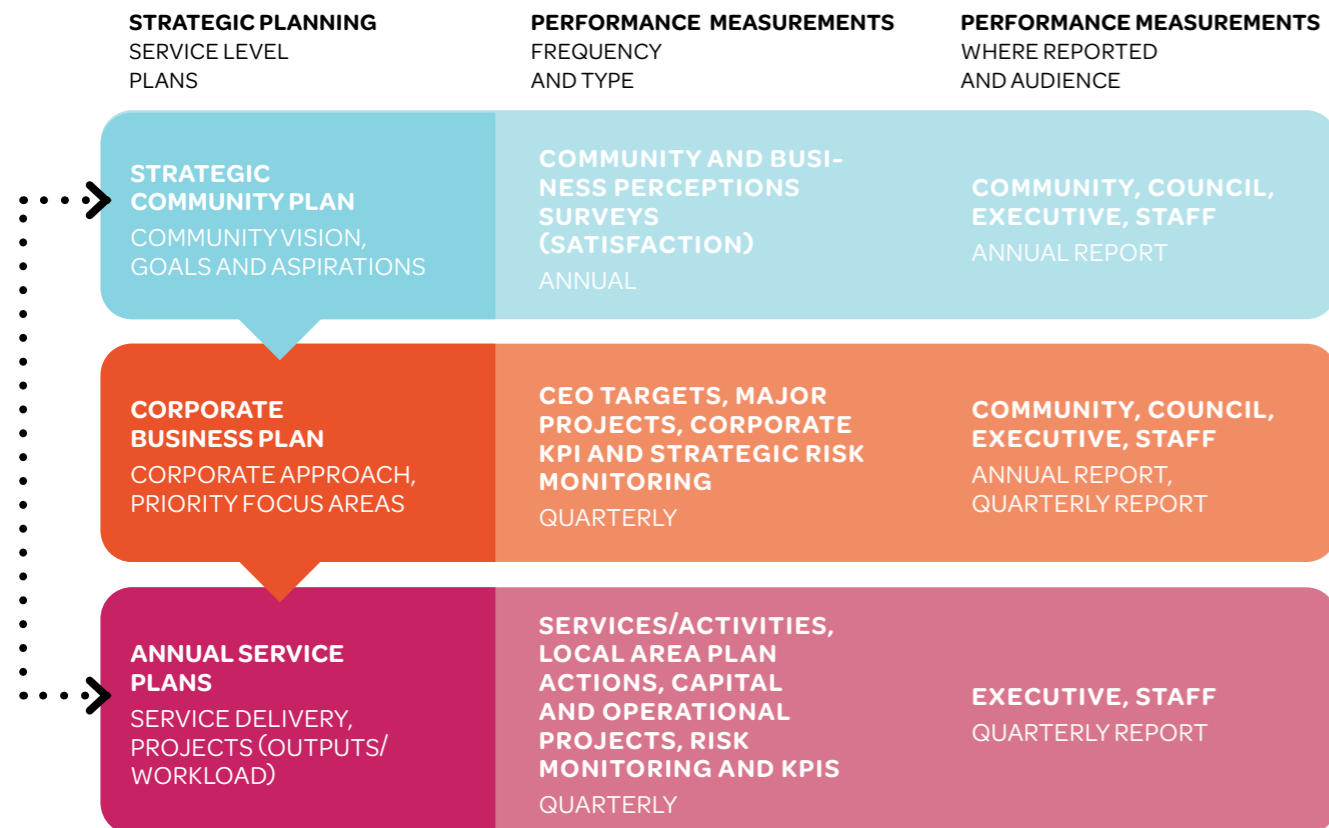 STRATEGIC PLANNING
SERVICE LEVEL
PLANS
PERFORMANCE MEASUREMENTS
FREQUENCY
AND TYPE
PERFORMANCE MEASUREMENTS
WHERE REPORTED
AND AUDIENCE
STRATEGIC
COMMUNITY PLAN
COMMUNITY VISION,
GOALS AND ASPIRATIONS
COMMUNITY AND BUSI-
NESS PERCEPTIONS
SURVEYS
(SATISFACTION)
ANNUAL
COMMUNITY, COUNCIL,
EXECUTIVE, STAFF
ANNUAL REPORT
CORPORATE
BUSINESS PLAN
CORPORATE APPROACH,
PRIORITY FOCUS AREAS
CEO TARGETS, MAJOR
PROJECTS, CORPORATE
KPI AND STRATEGIC RISK
MONITORING
QUARTERLY
COMMUNITY, COUNCIL,
EXECUTIVE, STAFF
ANNUAL REPORT,
QUARTERLY REPORT
ANNUAL SERVICE
PLANS
SERVICE DELIVERY,
PROJECTS (OUTPUTS/
WORKLOAD)
SERVICES/ACTIVITIES,
LOCAL AREA PLAN
ACTIONS, CAPITAL
AND OPERATIONAL
PROJECTS, RISK
MONITORING AND KPIS
QUARTERLY
EXECUTIVE, STAFF
QUARTERLY REPORT